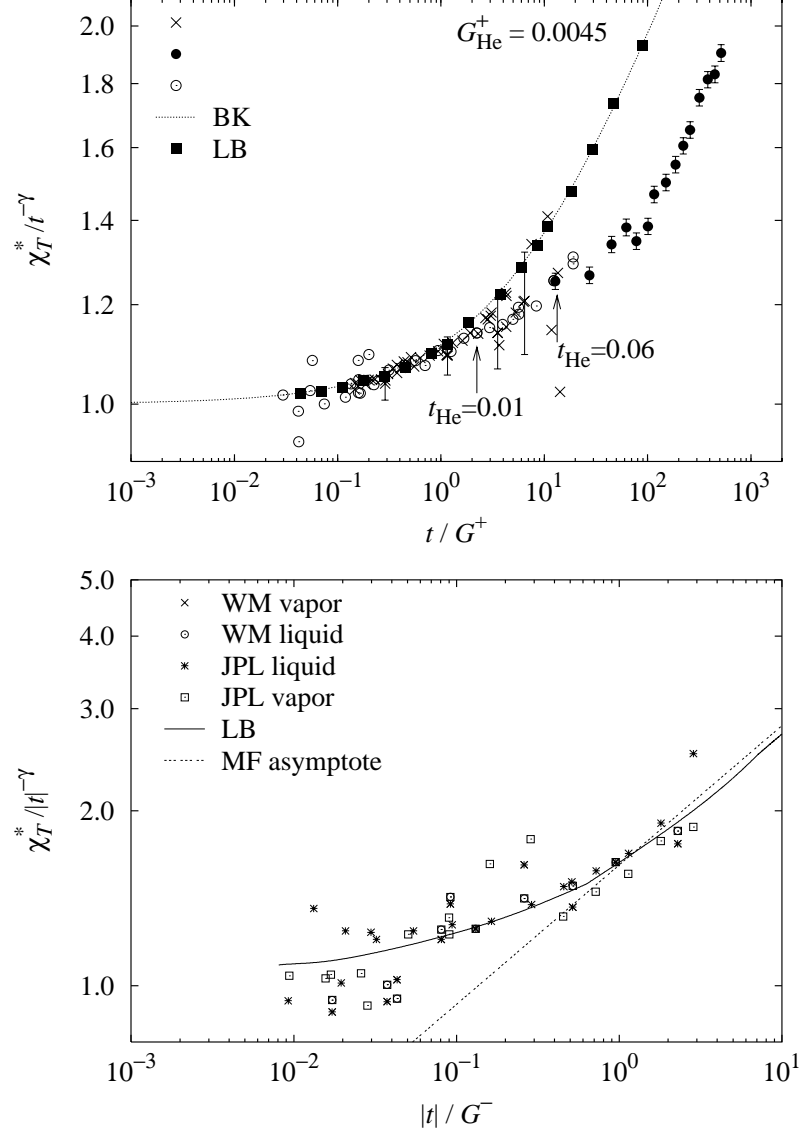 2.0
1.8
1.6
1.4
1.2
1.0
χ*T / t−γ
G+He = 0.0045
BK
LB
tHe=0.01
tHe=0.06
10−3 10−2 10−1 100 101 102 103
t / G+
5.0
4.0
3.0
2.0
1.0
χ*T /|t|−γ
WM vapor
WM liquid
JPL liquid
JPL vapor
LB
MF asymptote
10−3 10−2 10−1 100 101
|t| / G−